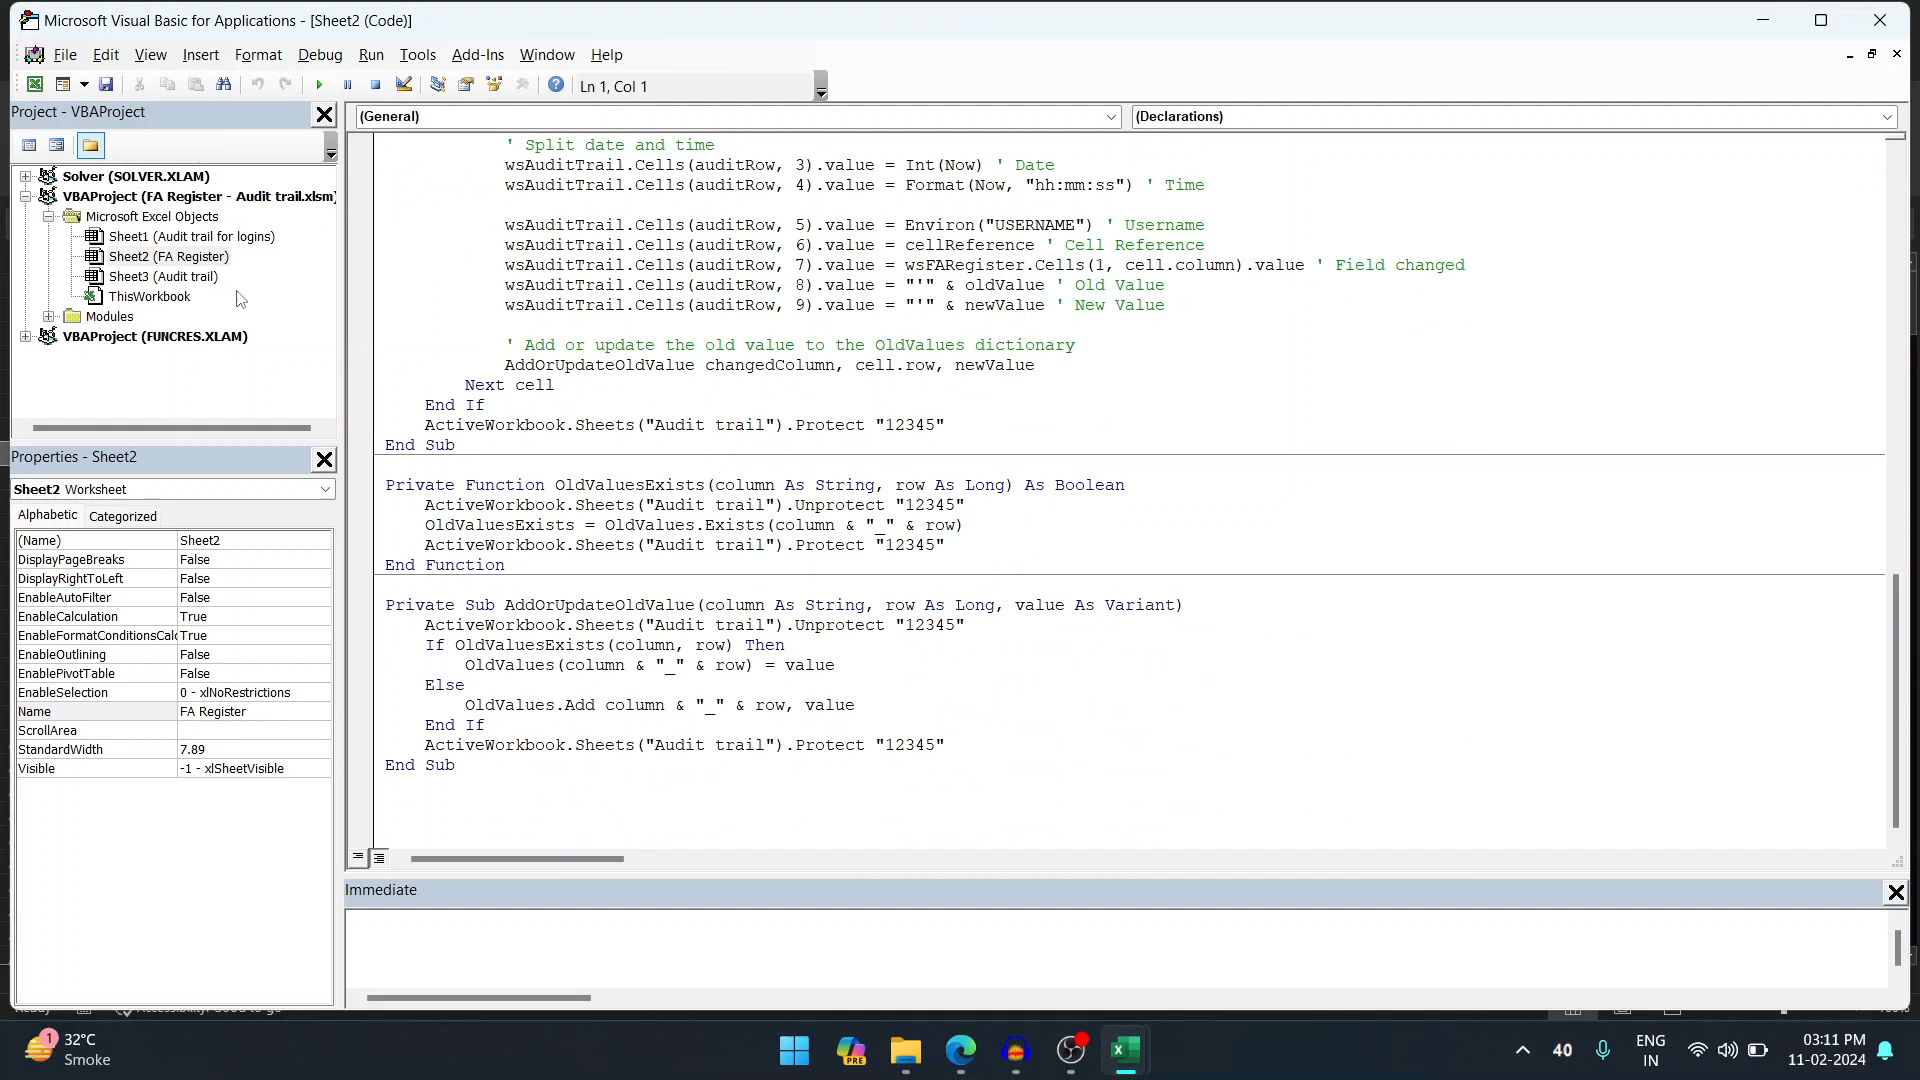 Microsoft Visual Basic for Applications - [Sheet2 (Code)]
File Edit View Insert Format Debug Run Tools Add-Ins Window Help
Ln 1, Col 1
Project - VBAProject
(General)
(Declarations)
Solver (SOLVER.XLAM)
VBAProject (FA Register - Audit trail.xlsm)
Microsoft Excel Objects
Sheet1 (Audit trail for logins)
Sheet2 (FA Register)
Sheet3 (Audit trail)
ThisWorkbook
Modules
VBAProject (FUNCRES.XLAM)
Properties - Sheet2
Sheet2 Worksheet
Alphabetic Categorized
(Name) Sheet2
DisplayPageBreaks False
DisplayRightToLeft False
EnableAutoFilter False
EnableCalculation True
EnableFormatConditionsCalc True
EnableOutlining False
EnablePivotTable False
EnableSelection 0 - xlNoRestrictions
Name FA Register
ScrollArea
StandardWidth 7.89
Visible -1 - xlSheetVisible
' Split date and time
wsAuditTrail.Cells(auditRow, 3).value = Int(Now) ' Date
wsAuditTrail.Cells(auditRow, 4).value = Format(Now, "hh:mm:ss") ' Time
wsAuditTrail.Cells(auditRow, 5).value = Environ("USERNAME") ' Username
wsAuditTrail.Cells(auditRow, 6).value = cellReference ' Cell Reference
wsAuditTrail.Cells(auditRow, 7).value = wsFARegister.Cells(1, cell.column).value ' Field changed
wsAuditTrail.Cells(auditRow, 8).value = "'" & oldValue ' Old Value
wsAuditTrail.Cells(auditRow, 9).value = "'" & newValue ' New Value
' Add or update the old value to the OldValues dictionary
AddOrUpdateOldValue changedColumn, cell.row, newValue
Next cell
End If
ActiveWorkbook.Sheets("Audit trail").Protect "12345"
End Sub
Private Function OldValuesExists(column As String, row As Long) As Boolean
ActiveWorkbook.Sheets("Audit trail").Unprotect "12345"
OldValuesExists = OldValues.Exists(column & "_" & row)
ActiveWorkbook.Sheets("Audit trail").Protect "12345"
End Function
Private Sub AddOrUpdateOldValue(column As String, row As Long, value As Variant)
ActiveWorkbook.Sheets("Audit trail").Unprotect "12345"
If OldValuesExists(column, row) Then
OldValues(column & "_" & row) = value
Else
OldValues.Add column & "_" & row, value
End If
ActiveWorkbook.Sheets("Audit trail").Protect "12345"
End Sub
Immediate
1
32°C
Smoke
PRE
40
ENG
IN
03:11 PM
11-02-2024